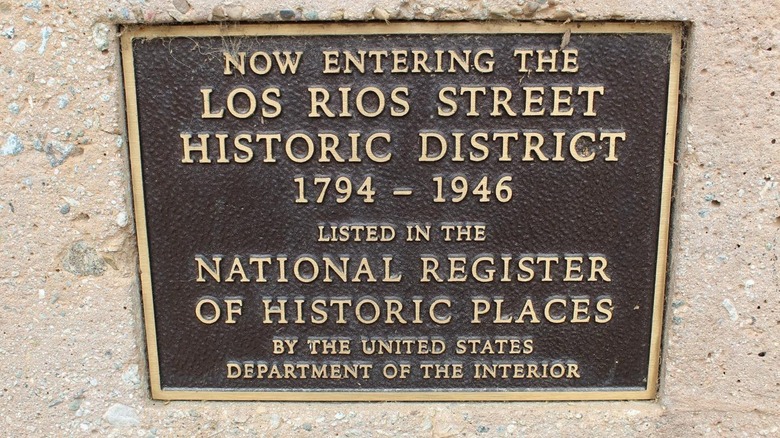 NOW ENTERING THE
LOS RIOS STREET
HISTORIC DISTRICT
1794 – 1946
LISTED IN THE
NATIONAL REGISTER
OF HISTORIC PLACES
BY THE UNITED STATES
DEPARTMENT OF THE INTERIOR